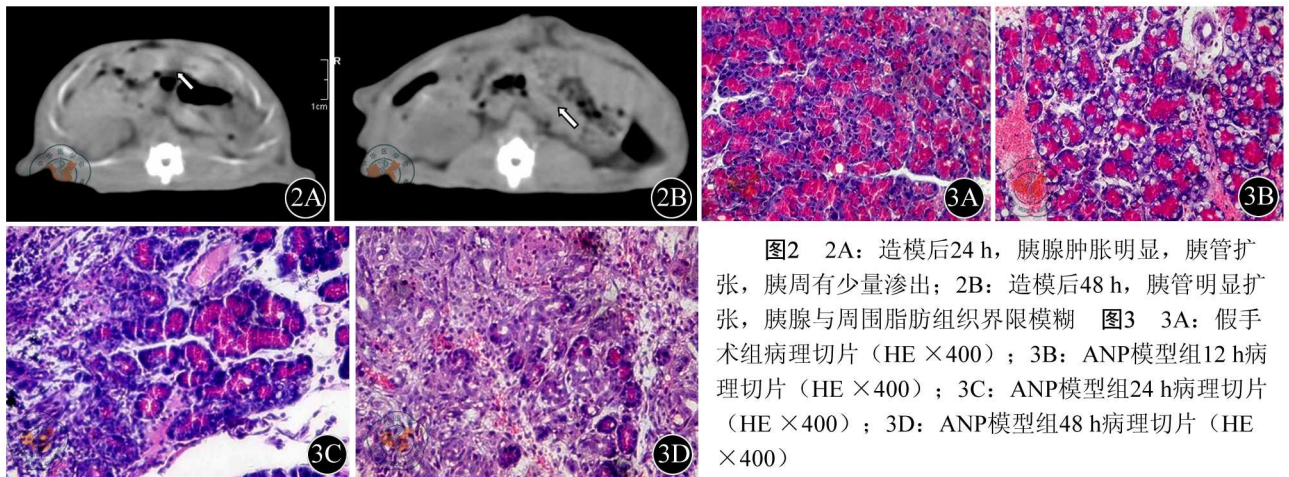 R
1cm
2A
2B
3A
3B
3C
3D
图2 2A：造模后24 h，胰腺肿胀明显，胰管扩
张，胰周有少量渗出；2B：造模后48 h，胰管明显扩
张，胰腺与周围脂肪组织界限模糊 图3 3A：假手
术组病理切片（HE ×400）；3B：ANP模型组12 h病
理切片（HE ×400）；3C：ANP模型组24 h病理切片
（HE ×400）；3D：ANP模型组48 h病理切片（HE
×400）